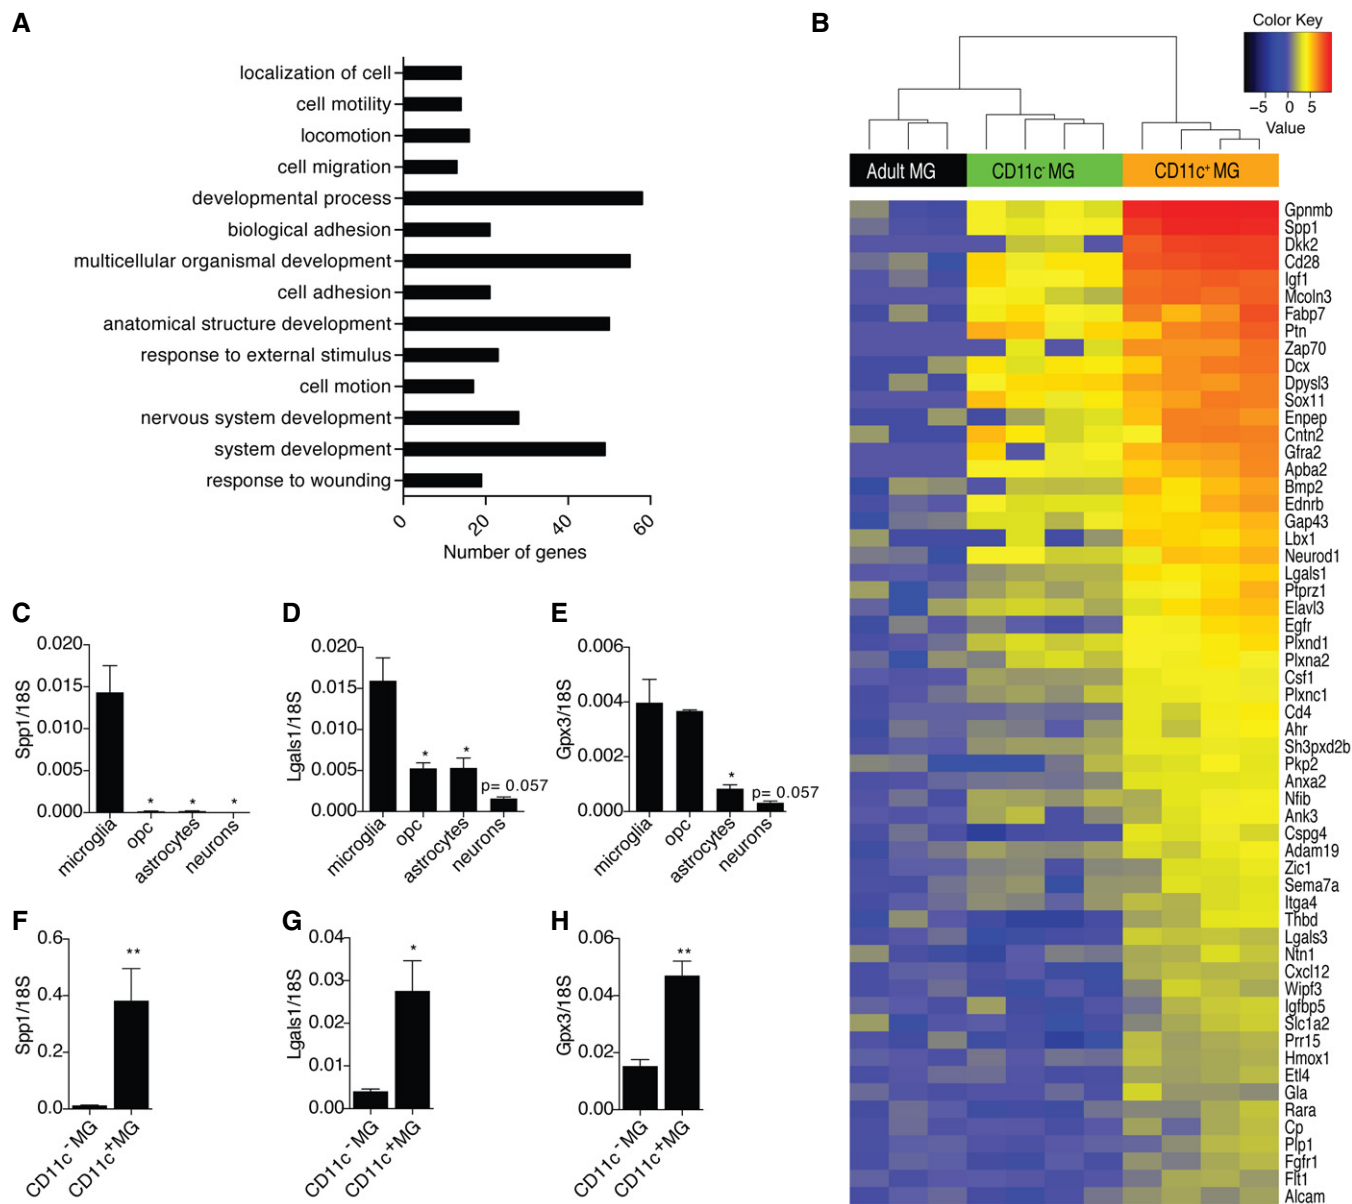 A
localization of cell
cell motility
locomotion
cell migration
developmental process
biological adhesion
multicellular organismal development
cell adhesion
anatomical structure development
response to external stimulus
cell motion
nervous system development
system development
response to wounding
0 20 40 60
Number of genes
B
Color Key
−5 0 5
Value
Adult MG CD11c- MG CD11c+ MG
Gpnmb
Spp1
Dkk2
Cd28
Igf1
Mcoln3
Fabp7
Ptn
Zap70
Dcx
Dpysl3
Sox11
Enpep
Cntn2
Gfra2
Apba2
Bmp2
Ednrb
Gap43
Lbx1
Neurod1
Lgals1
Ptprz1
Elavl3
Egfr
Plxnd1
Plxna2
Csf1
Plxnc1
Cd4
Ahr
Sh3pxd2b
Pkp2
Anxa2
Nfib
Ank3
Cspg4
Adam19
Zic1
Sema7a
Itga4
Thbd
Lgals3
Ntn1
Cxcl12
Wipf3
Igfbp5
Slc1a2
Prr15
Hmox1
Etl4
Gla
Rara
Cp
Plp1
Fgfr1
Flt1
Alcam
C
Spp1/18S
0.020
0.015
0.010
0.005
0.000
* * *
microglia opc astrocytes neurons
D
Lgals1/18S
0.020
0.015
0.010
0.005
0.000
* * p= 0.057
microglia opc astrocytes neurons
E
Gpx3/18S
0.006
0.004
0.002
0.000
* p= 0.057
microglia opc astrocytes neurons
F
Spp1/18S
0.6
0.4
0.2
0.0
**
CD11c-MG CD11c+MG
G
Lgals1/18S
0.04
0.03
0.02
0.01
0.00
*
CD11c-MG CD11c+MG
H
Gpx3/18S
0.06
0.04
0.02
0.00
**
CD11c-MG CD11c+MG